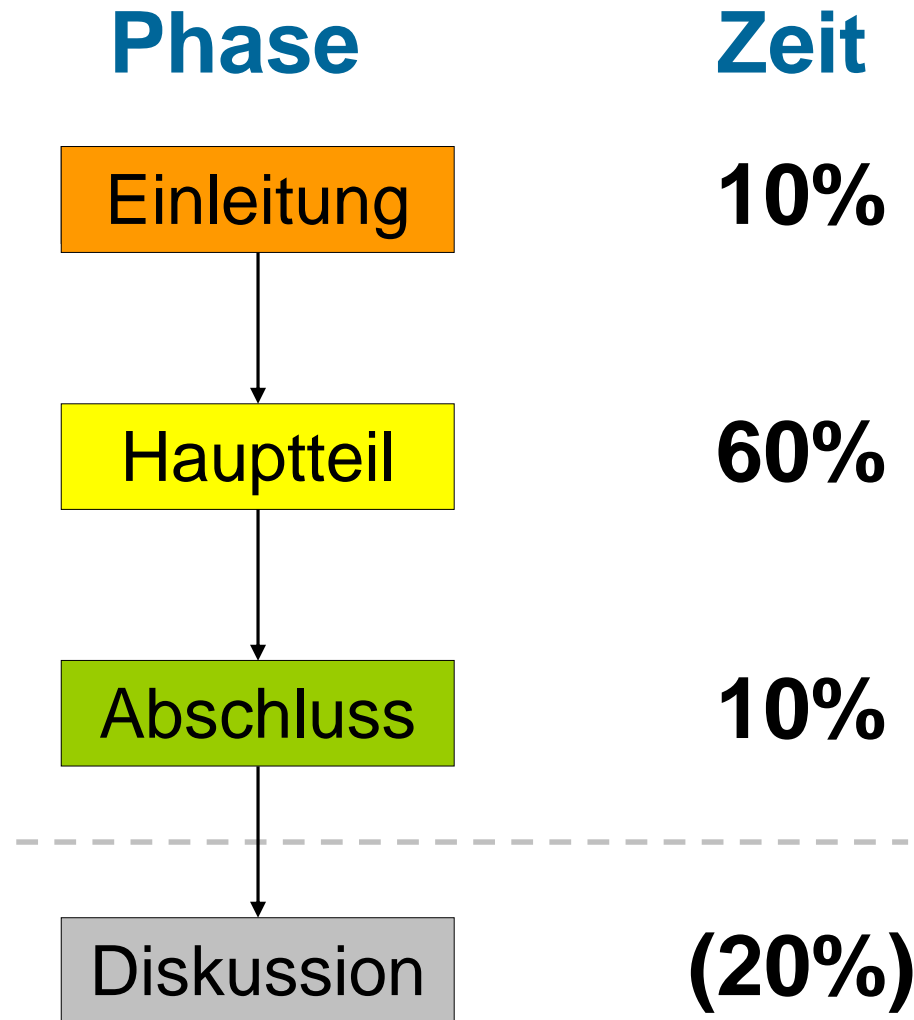 Phase Zeit
Einleitung 10%
Hauptteil 60%
Abschluss 10%
Diskussion (20%)